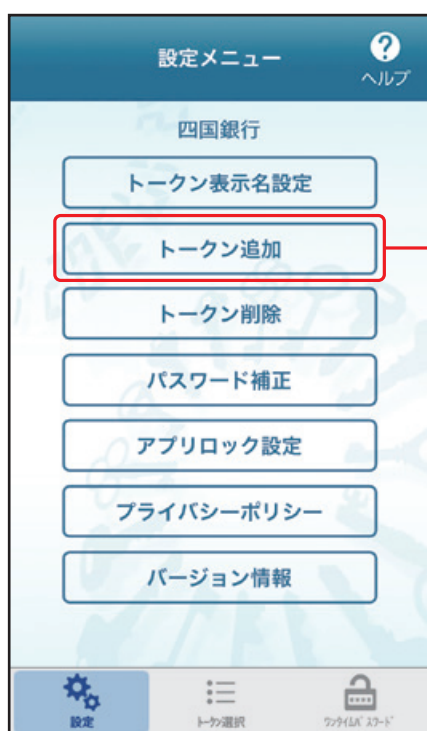 設定メニュー
?
ヘルプ
四国銀行
トークン表示名設定
トークン追加
トークン削除
パスワード補正
アプリロック設定
プライバシーポリシー
バージョン情報
設定
トークン選択
ワンタイムパスワード